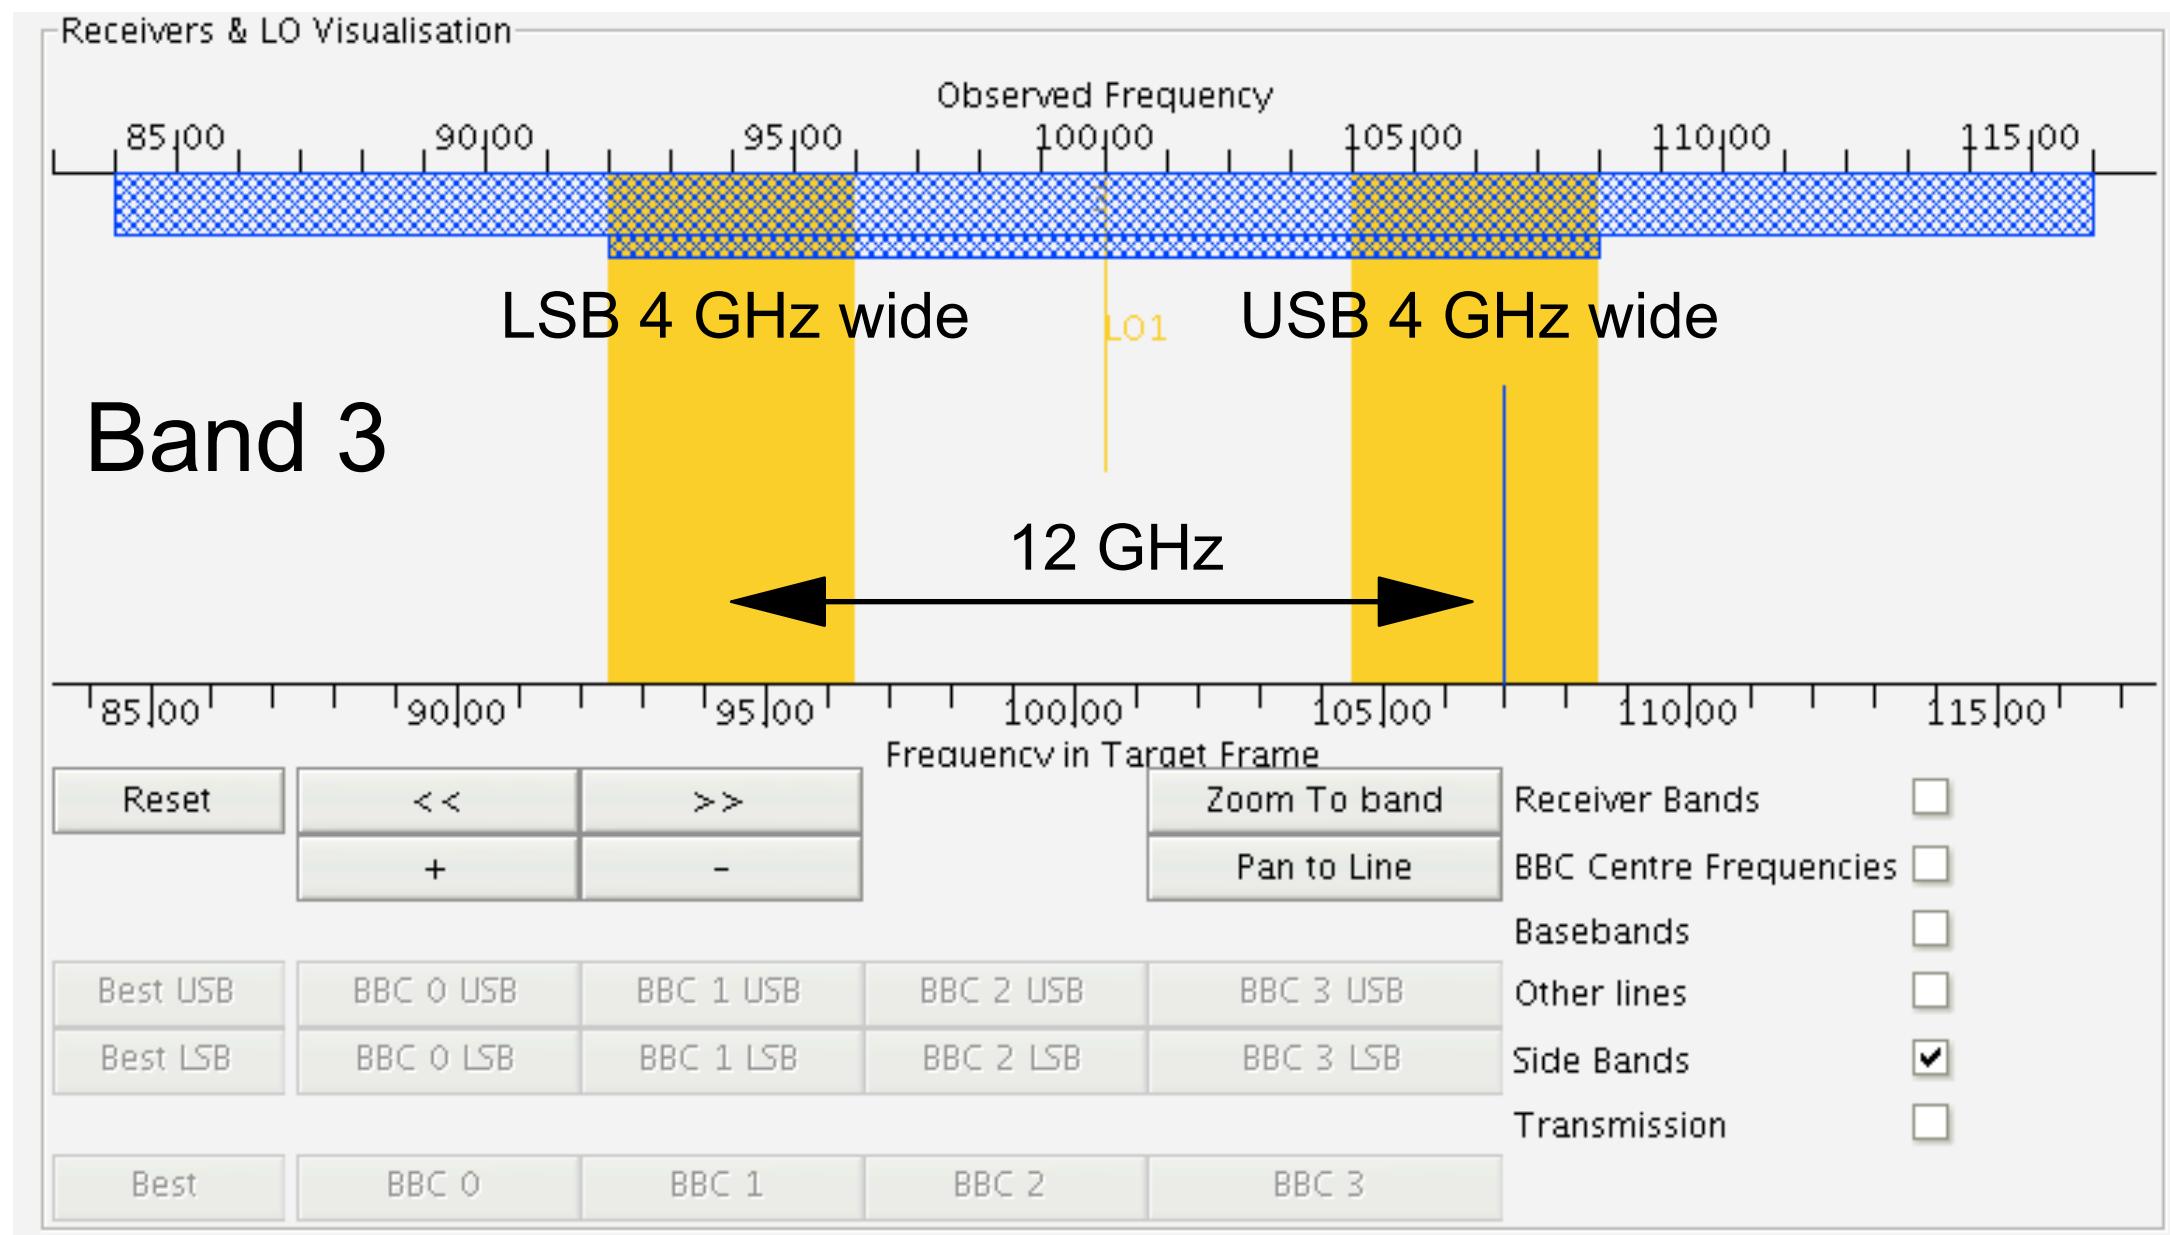 Receivers & LO Visualisation
Observed Frequency
85.00 90.00 95.00 100.00 105.00 110.00 115.00
LSB 4 GHz wide USB 4 GHz wide
LO1
Band 3
12 GHz
85.00 90.00 95.00 100.00 105.00 110.00 115.00
Frequency in Target Frame
Reset << >> Zoom To band Receiver Bands
+ - Pan to Line BBC Centre Frequencies
Basebands
Best USB BBC 0 USB BBC 1 USB BBC 2 USB BBC 3 USB Other lines
Best LSB BBC 0 LSB BBC 1 LSB BBC 2 LSB BBC 3 LSB Side Bands
Transmission
Best BBC 0 BBC 1 BBC 2 BBC 3